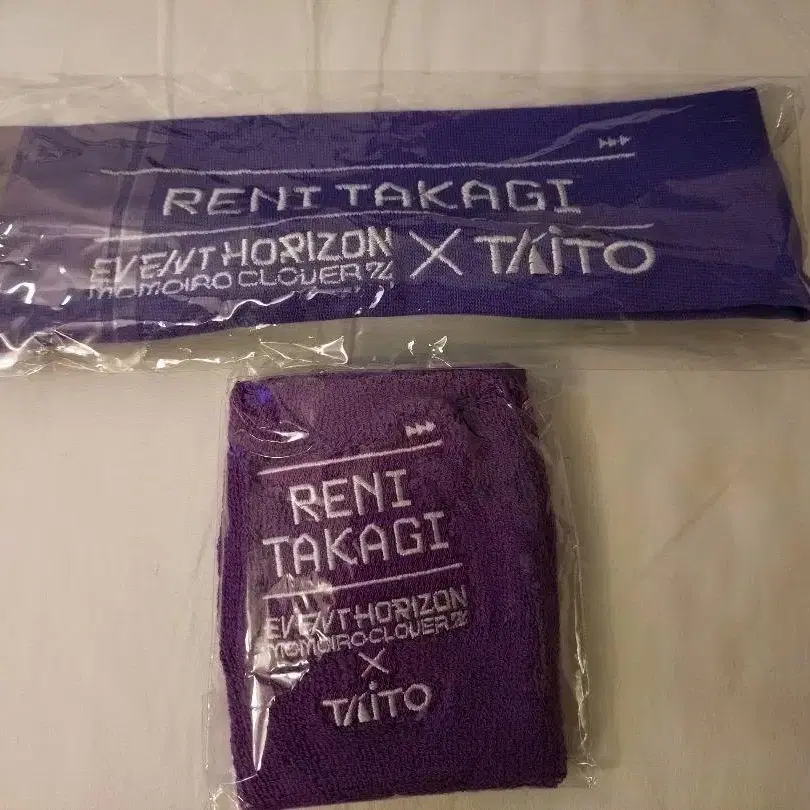 RENI TAKAGI
EVENT HORIZON
MOMOIRO CLOVER Z
X TAITO
RENI
TAKAGI
EVENT HORIZON
MOMOIRO CLOVER Z
X
TAITO